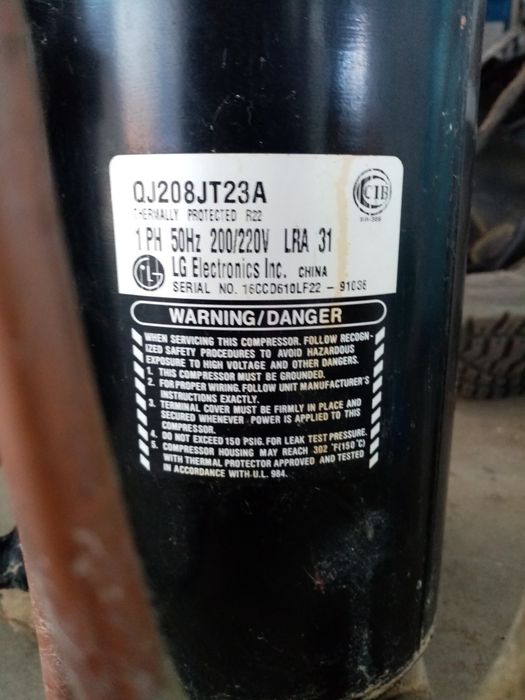 QJ208JT23A
THERMALLY PROTECTED R22
1 PH 50Hz 200/220V LRA 31
LG Electronics Inc. CHINA
SERIAL NO. 16CCD610LF22 - 91036
CIB
WARNING/DANGER
WHEN SERVICING THIS COMPRESSOR. FOLLOW RECOGN-
IZED SAFETY PROCEDURES TO AVOID HAZARDOUS
EXPOSURE TO HIGH VOLTAGE AND OTHER DANGERS.
1. THIS COMPRESSOR MUST BE GROUNDED.
2. FOR PROPER WIRING. FOLLOW UNIT MANUFACTURER'S
INSTRUCTIONS EXACTLY.
3. TERMINAL COVER MUST BE FIRMLY IN PLACE AND
SECURED WHENEVER POWER IS APPLIED TO THIS
COMPRESSOR.
4. DO NOT EXCEED 150 PSIG. FOR LEAK TEST PRESSURE.
5. COMPRESSOR HOUSING MAY REACH 302 °F(150°C)
WITH THERMAL PROTECTOR APPROVED AND TESTED
IN ACCORDANCE WITH U.L. 984.